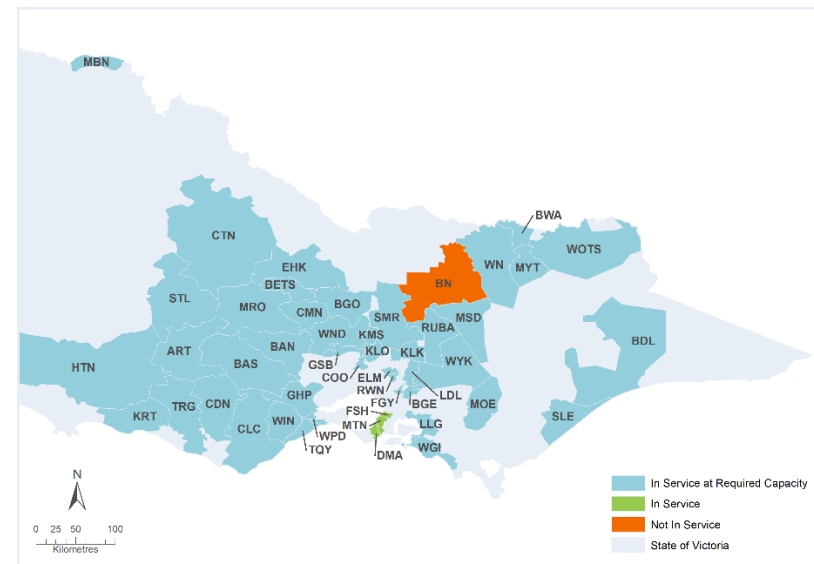 MBN
BWA
CTN
WOTS
WN
MYT
EHK
BN
BETS
STL
MRO
BGO
CMN
SMR
MSD
RUBA
WND
KMS
BDL
BAN
KLO
KLK
ART
WYK
HTN
GSB
BAS
COO
ELM
RWN
LDL
GHP
FGY
BGE
MOE
TRG
CDN
FSH
SLE
KRT
WIN
MTN
LLG
CLC
WPD
TQY
DMA
WGI
N
0 25 50 100
Kilometres
In Service at Required Capacity
In Service
Not In Service
State of Victoria